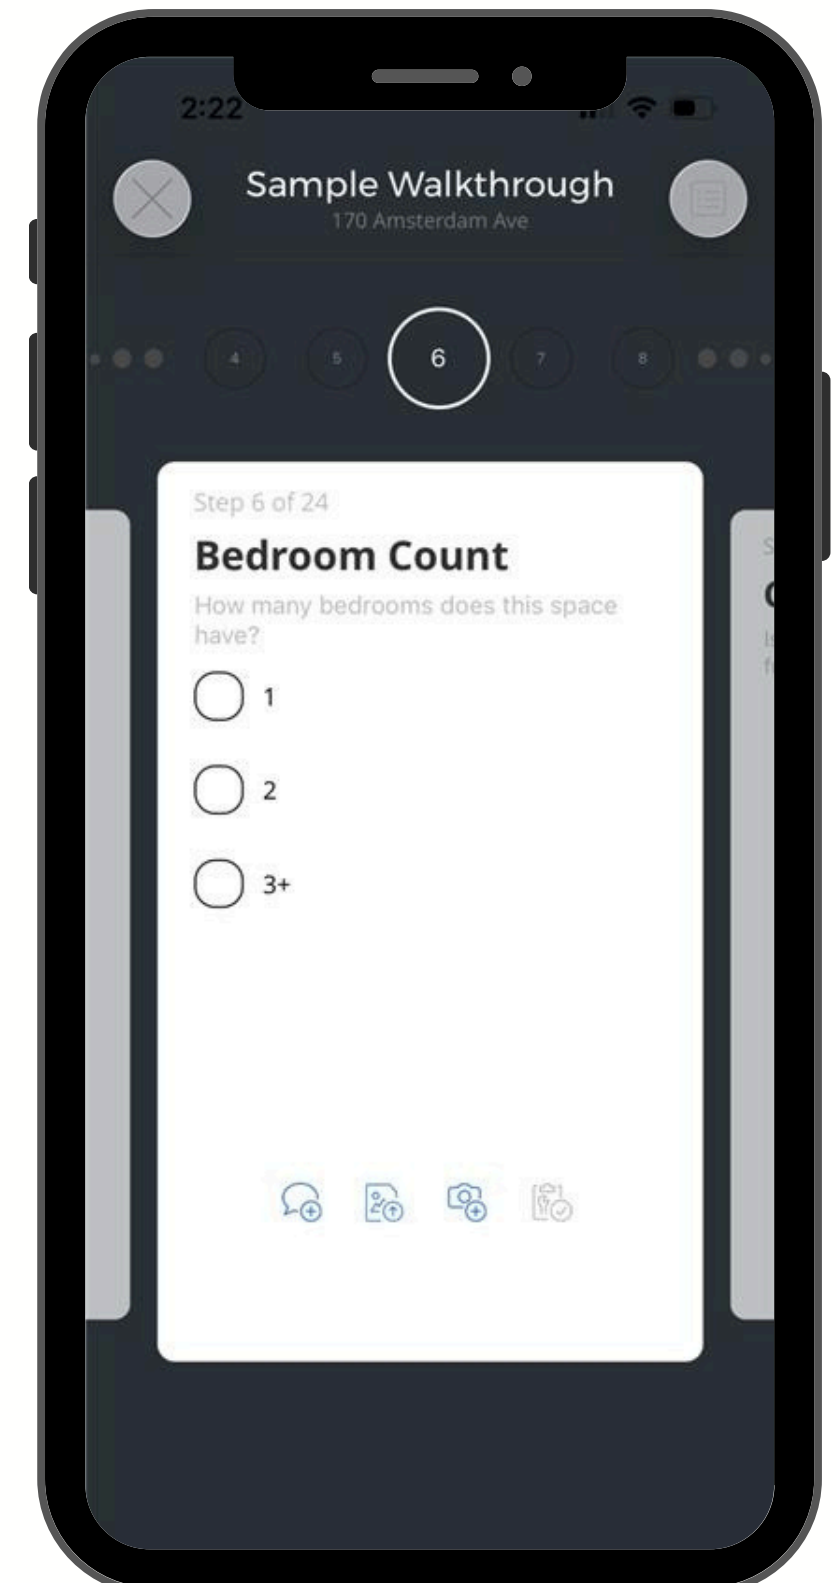 2:22
Sample Walkthrough
170 Amsterdam Ave
4 5 6 7 8
Step 6 of 24
Bedroom Count
How many bedrooms does this space
have?
1
2
3+